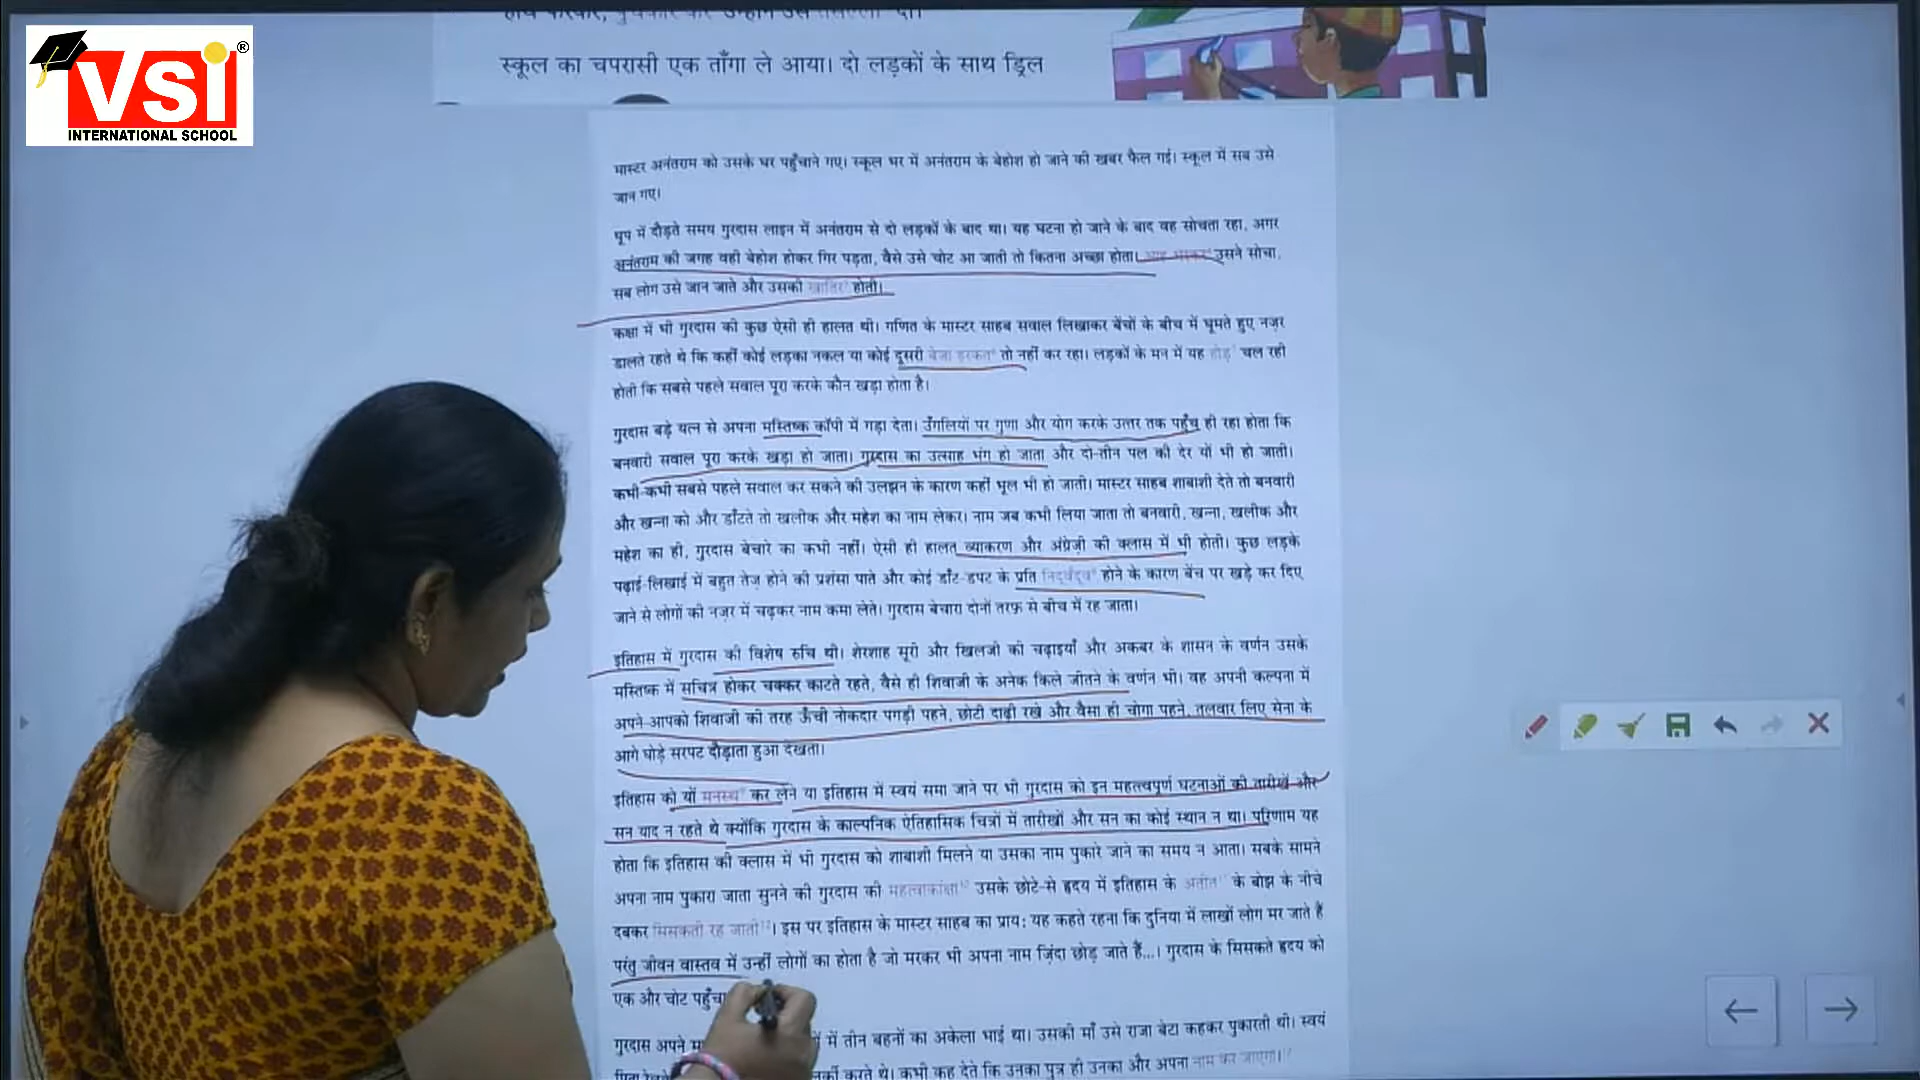 VSI
®
INTERNATIONAL SCHOOL
स्कूल का चपरासी एक ताँगा ले आया। दो लड़कों के साथ ड्रिल
मास्टर अनंतराम को उसके घर पहुँचाने गए। स्कूल भर में अनंतराम के बेहोश हो जाने की खबर फैल गई। स्कूल में सब उसे
जान गए।
धूप में दौड़ते समय गुरदास लाइन में अनंतराम से दो लड़कों के बाद था। यह घटना हो जाने के बाद वह सोचता रहा, अगर
अनंतराम की जगह वही बेहोश होकर गिर पड़ता, वैसे उसे चोट आ जाती तो कितना अच्छा होता। उसने सोचा,
सब लोग उसे जान जाते और उसकी खातिर होती।
कक्षा में भी गुरदास की कुछ ऐसी ही हालत थी। गणित के मास्टर साहब सवाल लिखाकर बेंचों के बीच में घूमते हुए नज़र
डालते रहते थे कि कहीं कोई लड़का नकल या कोई दूसरी बेजा हरकत तो नहीं कर रहा। लड़कों के मन में यह होड़ चल रही
होती कि सबसे पहले सवाल पूरा करके कौन खड़ा होता है।
गुरदास बड़े यत्न से अपना मस्तिष्क कॉपी में गड़ा देता। उँगलियों पर गुणा और योग करके उत्तर तक पहुँच ही रहा होता कि
बनवारी सवाल पूरा करके खड़ा हो जाता। गुरदास का उत्साह भंग हो जाता और दो-तीन पल की देर यों भी हो जाती।
कभी-कभी सबसे पहले सवाल कर सकने की उलझन के कारण कहीं भूल भी हो जाती। मास्टर साहब शाबाशी देते तो बनवारी
और खन्ना को और डाँटते तो खलीक और महेश का नाम लेकर। नाम जब कभी लिया जाता तो बनवारी, खन्ना, खलीक और
महेश का ही, गुरदास बेचारे का कभी नहीं। ऐसी ही हालत व्याकरण और अंग्रेज़ी की क्लास में भी होती। कुछ लड़के
पढ़ाई-लिखाई में बहुत तेज़ होने की प्रशंसा पाते और कोई डाँट-डपट के प्रति निर्द्वंद्व होने के कारण बेंच पर खड़े कर दिए
जाने से लोगों की नज़र में चढ़कर नाम कमा लेते। गुरदास बेचारा दोनों तरफ़ से बीच में रह जाता।
इतिहास में गुरदास की विशेष रुचि थी। शेरशाह सूरी और खिलजी की चढ़ाइयाँ और अकबर के शासन के वर्णन उसके
मस्तिष्क में सचित्र होकर चक्कर काटते रहते, वैसे ही शिवाजी के अनेक किले जीतने के वर्णन भी। वह अपनी कल्पना में
अपने-आपको शिवाजी की तरह ऊँची नोकदार पगड़ी पहने, छोटी दाढ़ी रखे और वैसा ही चोगा पहने, तलवार लिए सेना के
आगे घोड़े सरपट दौड़ाता हुआ देखता।
इतिहास को यों मनस्थ कर लेने या इतिहास में स्वयं समा जाने पर भी गुरदास को इन महत्त्वपूर्ण घटनाओं की तारीखें और
सन याद न रहते थे क्योंकि गुरदास के काल्पनिक ऐतिहासिक चित्रों में तारीखों और सन का कोई स्थान न था। परिणाम यह
होता कि इतिहास की क्लास में भी गुरदास को शाबाशी मिलने या उसका नाम पुकारे जाने का समय न आता। सबके सामने
अपना नाम पुकारा जाता सुनने की गुरदास की महत्वाकांक्षा उसके छोटे-से हृदय में इतिहास के अतीत के बोझ के नीचे
दबकर सिसकती रह जाती। इस पर इतिहास के मास्टर साहब का प्राय: यह कहते रहना कि दुनिया में लाखों लोग मर जाते हैं
परंतु जीवन वास्तव में उन्हीं लोगों का होता है जो मरकर भी अपना नाम ज़िंदा छोड़ जाते हैं...। गुरदास के सिसकते हृदय को
एक और चोट पहुँचा
गुरदास अपने में तीन बहनों का अकेला भाई था। उसकी माँ उसे राजा बेटा कहकर पुकारती थी। स्वयं
करते थे। कभी कह देते कि उनका पुत्र ही उनका और अपना नाम कर जाएगा।